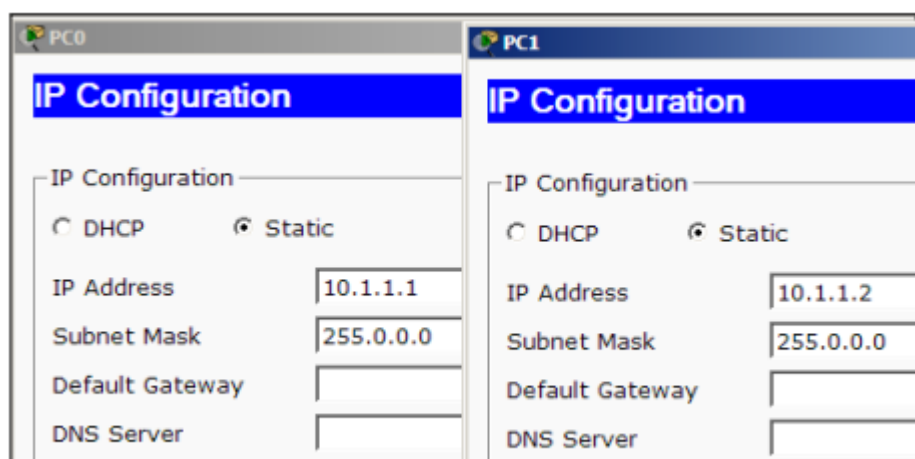 PC0
IP Configuration
IP Configuration
DHCP Static
IP Address 10.1.1.1
Subnet Mask 255.0.0.0
Default Gateway
DNS Server
PC1
IP Configuration
IP Configuration
DHCP Static
IP Address 10.1.1.2
Subnet Mask 255.0.0.0
Default Gateway
DNS Server